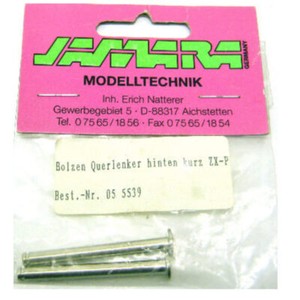 JAMARA
GERMANY
MODELLTECHNIK
Inh. Erich Natterer
Gewerbegebiet 5 - D-88317 Aichstetten
Tel 0 75 65/18 56 - Fax 0 75 65/18 54
Bolzen Querlenker hinten kurz ZX-P
Best.-Nr. 05 5539